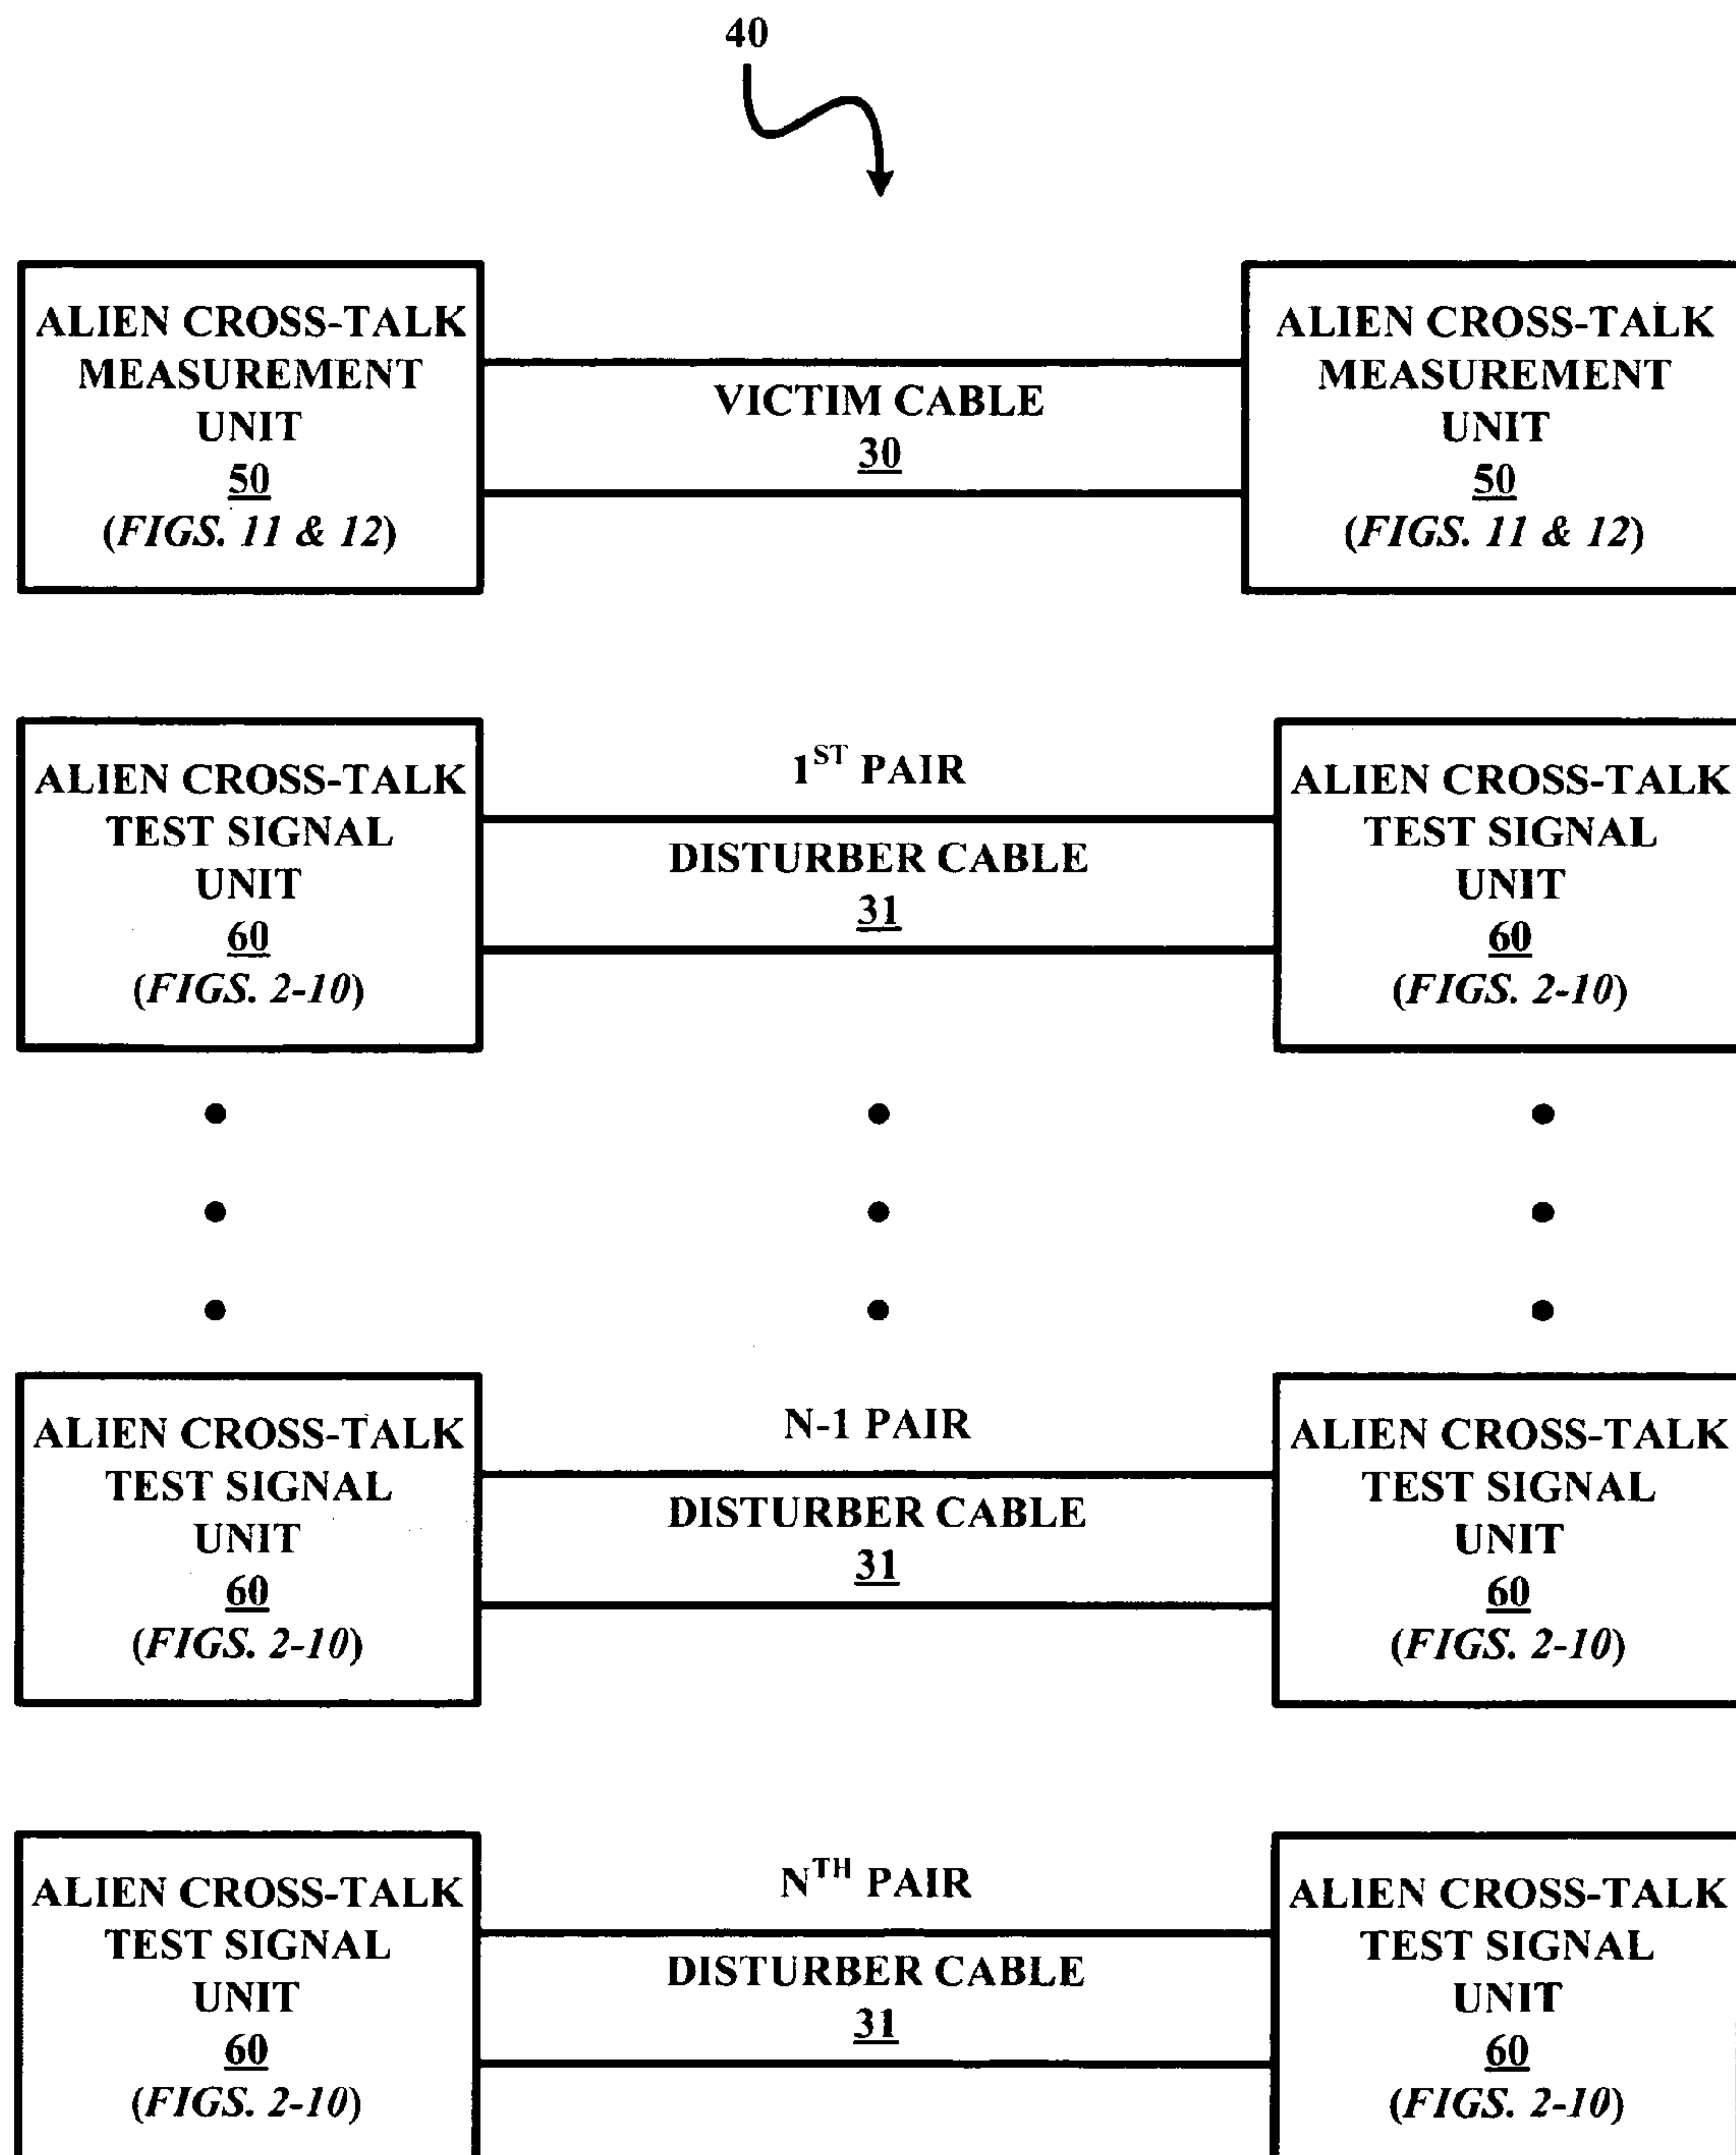 40
ALIEN CROSS-TALK
MEASUREMENT
UNIT
50
(FIGS. 11 & 12)
VICTIM CABLE
30
ALIEN CROSS-TALK
MEASUREMENT
UNIT
50
(FIGS. 11 & 12)
ALIEN CROSS-TALK
TEST SIGNAL
UNIT
60
(FIGS. 2-10)
1ST PAIR
DISTURBER CABLE
31
ALIEN CROSS-TALK
TEST SIGNAL
UNIT
60
(FIGS. 2-10)
ALIEN CROSS-TALK
TEST SIGNAL
UNIT
60
(FIGS. 2-10)
N-1 PAIR
DISTURBER CABLE
31
ALIEN CROSS-TALK
TEST SIGNAL
UNIT
60
(FIGS. 2-10)
ALIEN CROSS-TALK
TEST SIGNAL
UNIT
60
(FIGS. 2-10)
NTH PAIR
DISTURBER CABLE
31
ALIEN CROSS-TALK
TEST SIGNAL
UNIT
60
(FIGS. 2-10)